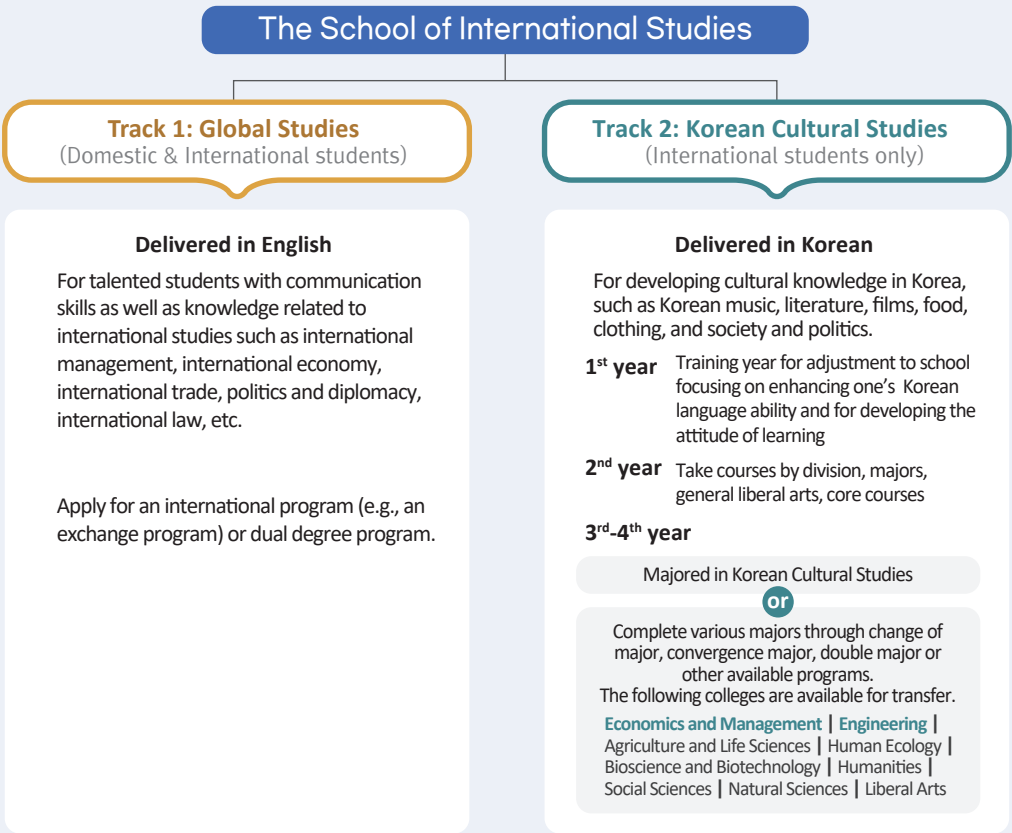 The School of International Studies
Track 1: Global Studies
(Domestic & International students)
Delivered in English
For talented students with communication
skills as well as knowledge related to
international studies such as international
management, international economy,
international trade, politics and diplomacy,
international law, etc.
Apply for an international program (e.g., an
exchange program) or dual degree program.
Track 2: Korean Cultural Studies
(International students only)
Delivered in Korean
For developing cultural knowledge in Korea,
such as Korean music, literature, films, food,
clothing, and society and politics.
1st year Training year for adjustment to school
focusing on enhancing one's Korean
language ability and for developing the
attitude of learning
2nd year Take courses by division, majors,
general liberal arts, core courses
3rd-4th year
Majored in Korean Cultural Studies
or
Complete various majors through change of
major, convergence major, double major or
other available programs.
The following colleges are available for transfer.
Economics and Management | Engineering |
Agriculture and Life Sciences | Human Ecology |
Bioscience and Biotechnology | Humanities |
Social Sciences | Natural Sciences | Liberal Arts